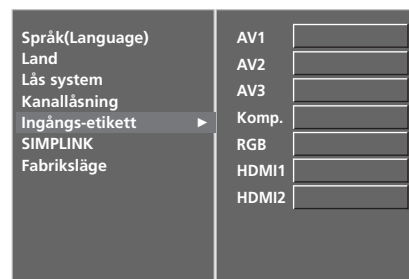 Språk(Language)
Land
Lås system
Kanallåsning
Ingångs-etikett ►
SIMPLINK
Fabriksläge
AV1
AV2
AV3
Komp.
RGB
HDMI1
HDMI2